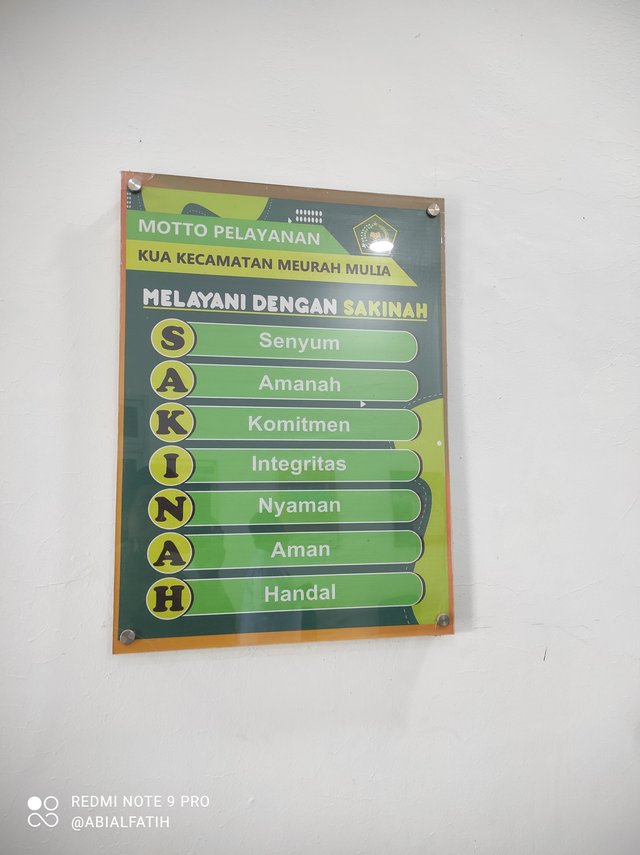 MOTTO PELAYANAN
KUA KECAMATAN MEURAH MULIA
MELAYANI DENGAN SAKINAH
S Senyum
A Amanah
K Komitmen
I Integritas
N Nyaman
A Aman
H Handal
REDMI NOTE 9 PRO
@ABIALFATIH